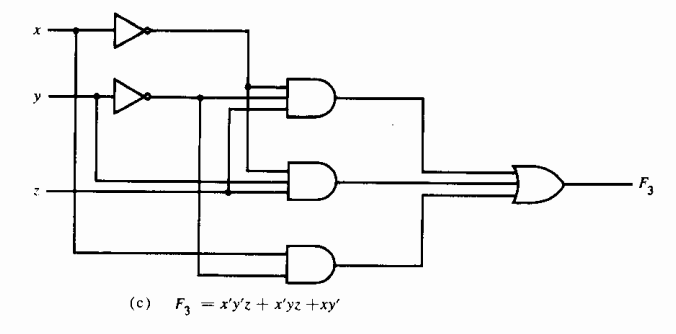 x
y
z
F₃
(c) F₃ = x'y'z + x'yz + xy'